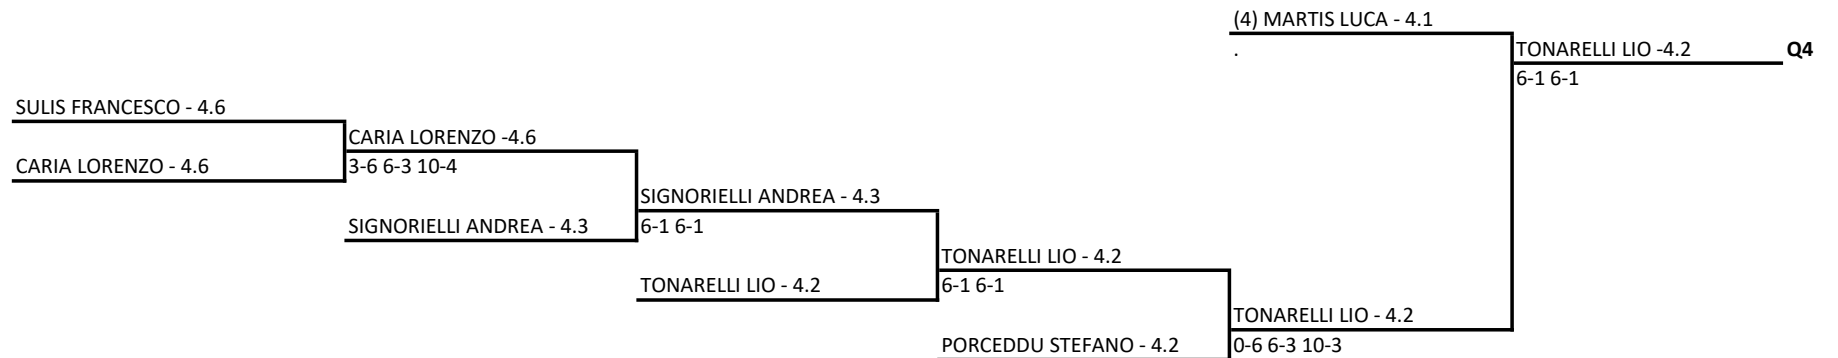 (4) MARTIS LUCA - 4.1
.
TONARELLI LIO -4.2 Q4
6-1 6-1
SULIS FRANCESCO - 4.6
CARIA LORENZO -4.6
CARIA LORENZO - 4.6
3-6 6-3 10-4
SIGNORIELLI ANDREA - 4.3
SIGNORIELLI ANDREA - 4.3
6-1 6-1
TONARELLI LIO - 4.2
TONARELLI LIO - 4.2
6-1 6-1
TONARELLI LIO - 4.2
PORCEDDU STEFANO - 4.2
0-6 6-3 10-3